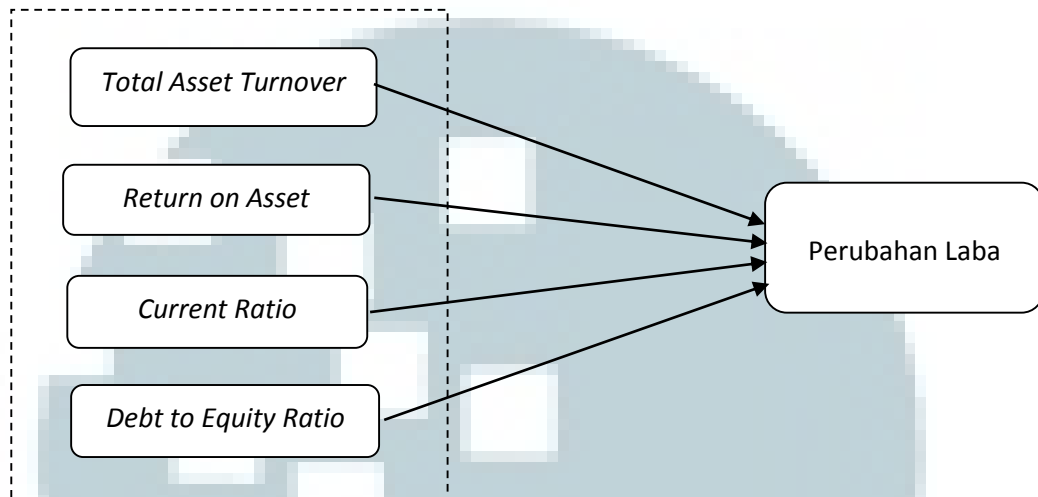 Total Asset Turnover
Return on Asset
Perubahan Laba
Current Ratio
Debt to Equity Ratio